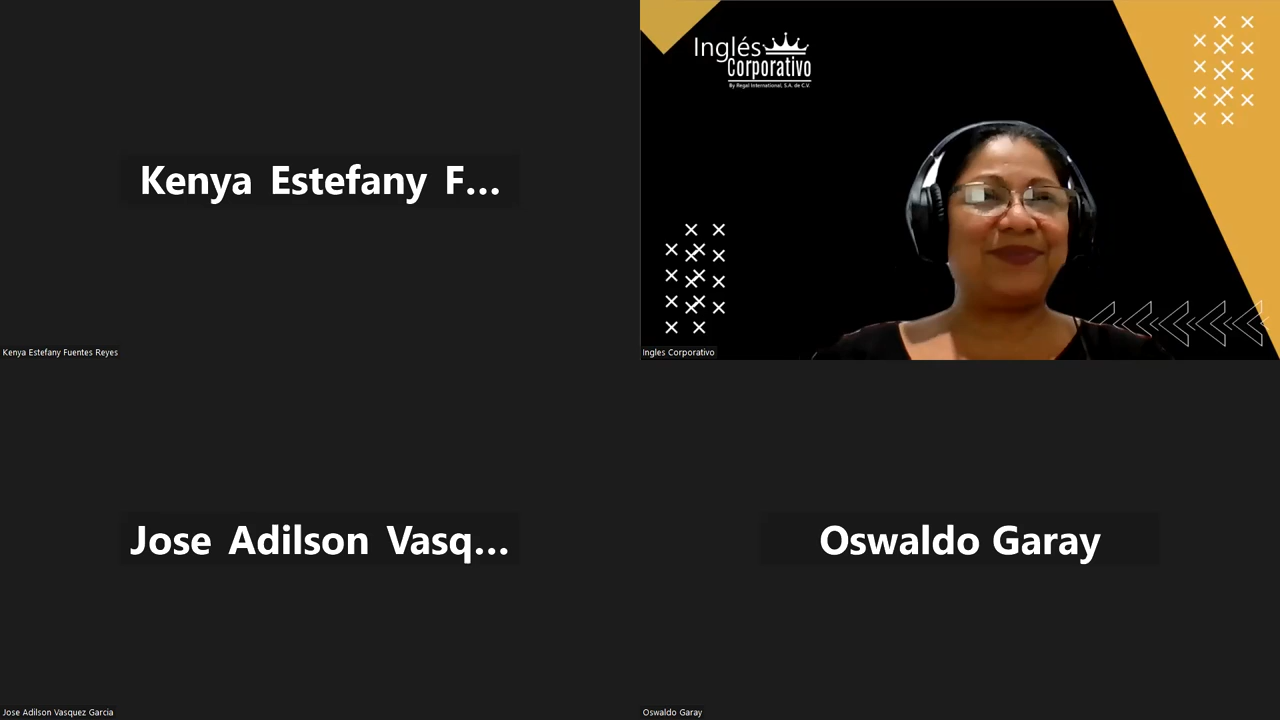 Kenya Estefany F...
Kenya Estefany Fuentes Reyes
Inglés
Corporativo
By Regal International, S.A. de C.V.
Ingles Corporativo
Jose Adilson Vasq...
Jose Adilson Vasquez Garcia
Oswaldo Garay
Oswaldo Garay